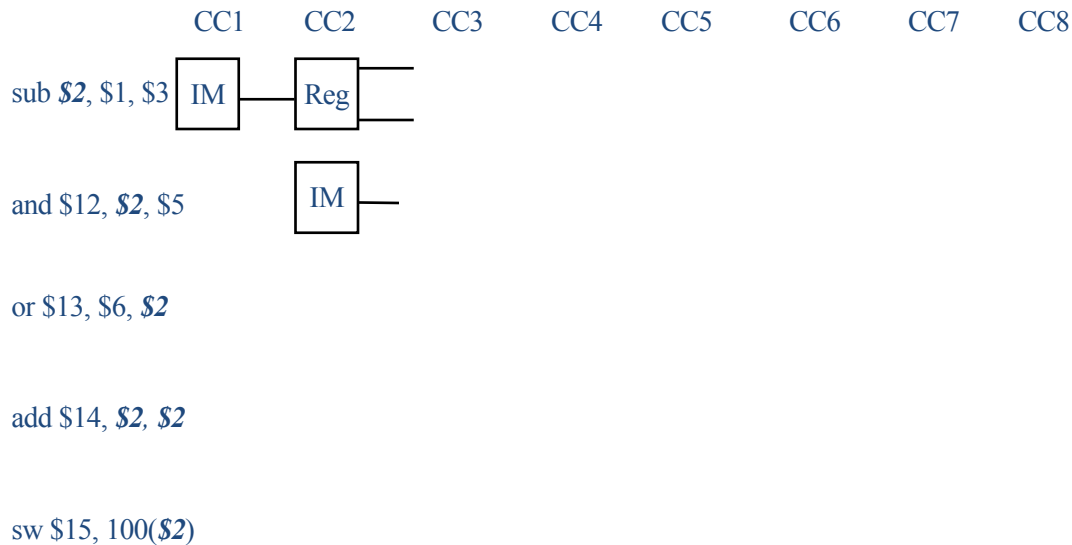 CC1 CC2 CC3 CC4 CC5 CC6 CC7 CC8
sub $2, $1, $3 IM Reg
and $12, $2, $5 IM
or $13, $6, $2
add $14, $2, $2
sw $15, 100($2)